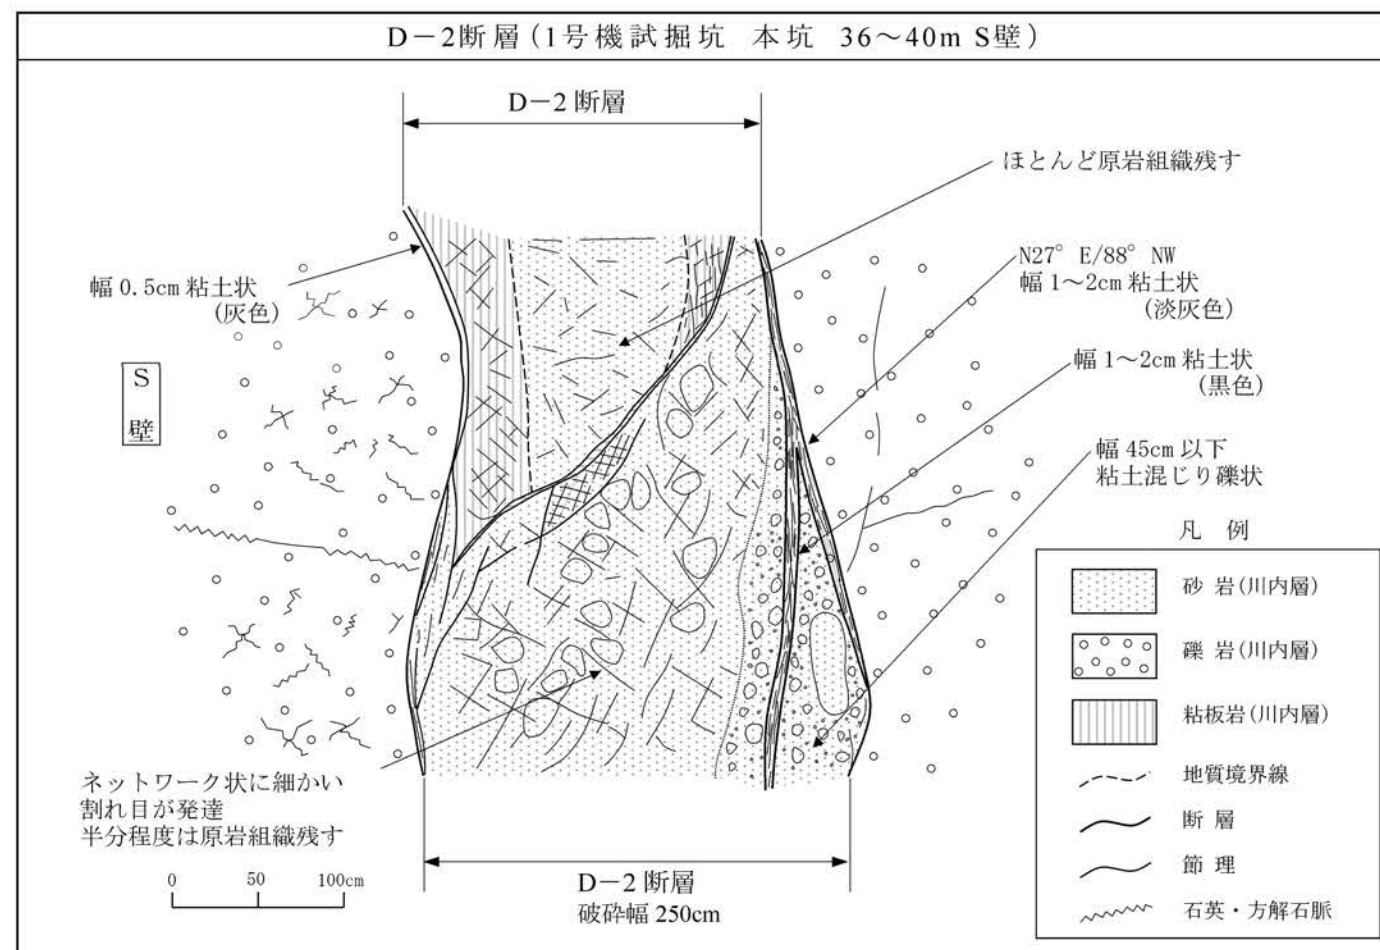 D－2断層(1号機試掘坑 本坑 36～40m S壁)
D－2断層
ほとんど原岩組織残す
幅 0.5cm 粘土状
(灰色)
N27° E/88° NW
幅 1～2cm 粘土状
(淡灰色)
S
壁
幅 1～2cm 粘土状
(黒色)
幅 45cm 以下
粘土混じり礫状
ネットワーク状に細かい
割れ目が発達
半分程度は原岩組織残す
0 50 100cm
D－2断層
破砕幅 250cm
凡 例
砂 岩(川内層)
礫 岩(川内層)
粘板岩(川内層)
地質境界線
断 層
節 理
石英・方解石脈